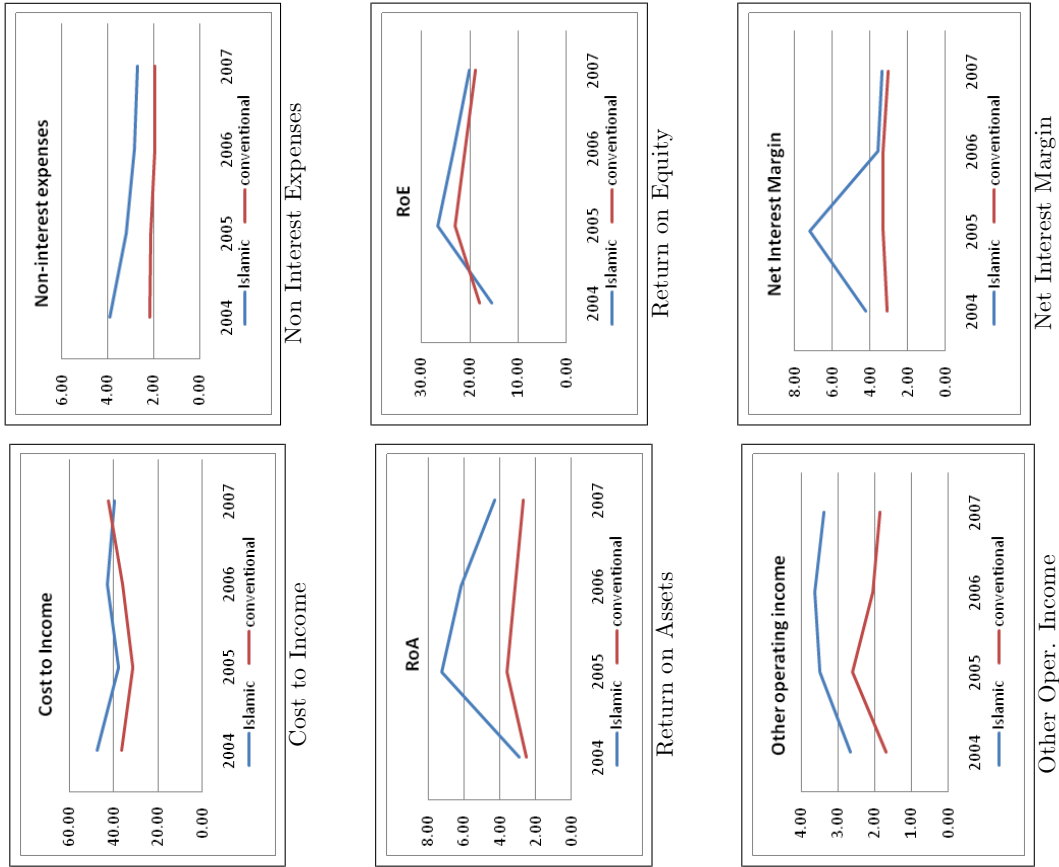 Cost to Income
60.00
40.00
20.00
0.00
2004 2005 2006 2007
Islamic conventional
Cost to Income
Non-interest expenses
6.00
4.00
2.00
0.00
2004 2005 2006 2007
Islamic conventional
Non Interest Expenses
RoA
8.00
6.00
4.00
2.00
0.00
2004 2005 2006 2007
Islamic conventional
Return on Assets
RoE
30.00
20.00
10.00
0.00
2004 2005 2006 2007
Islamic conventional
Return on Equity
Other operating income
4.00
3.00
2.00
1.00
0.00
2004 2005 2006 2007
Islamic conventional
Other Oper. Income
Net Interest Margin
8.00
6.00
4.00
2.00
0.00
2004 2005 2006 2007
Islamic conventional
Net Interest Margin